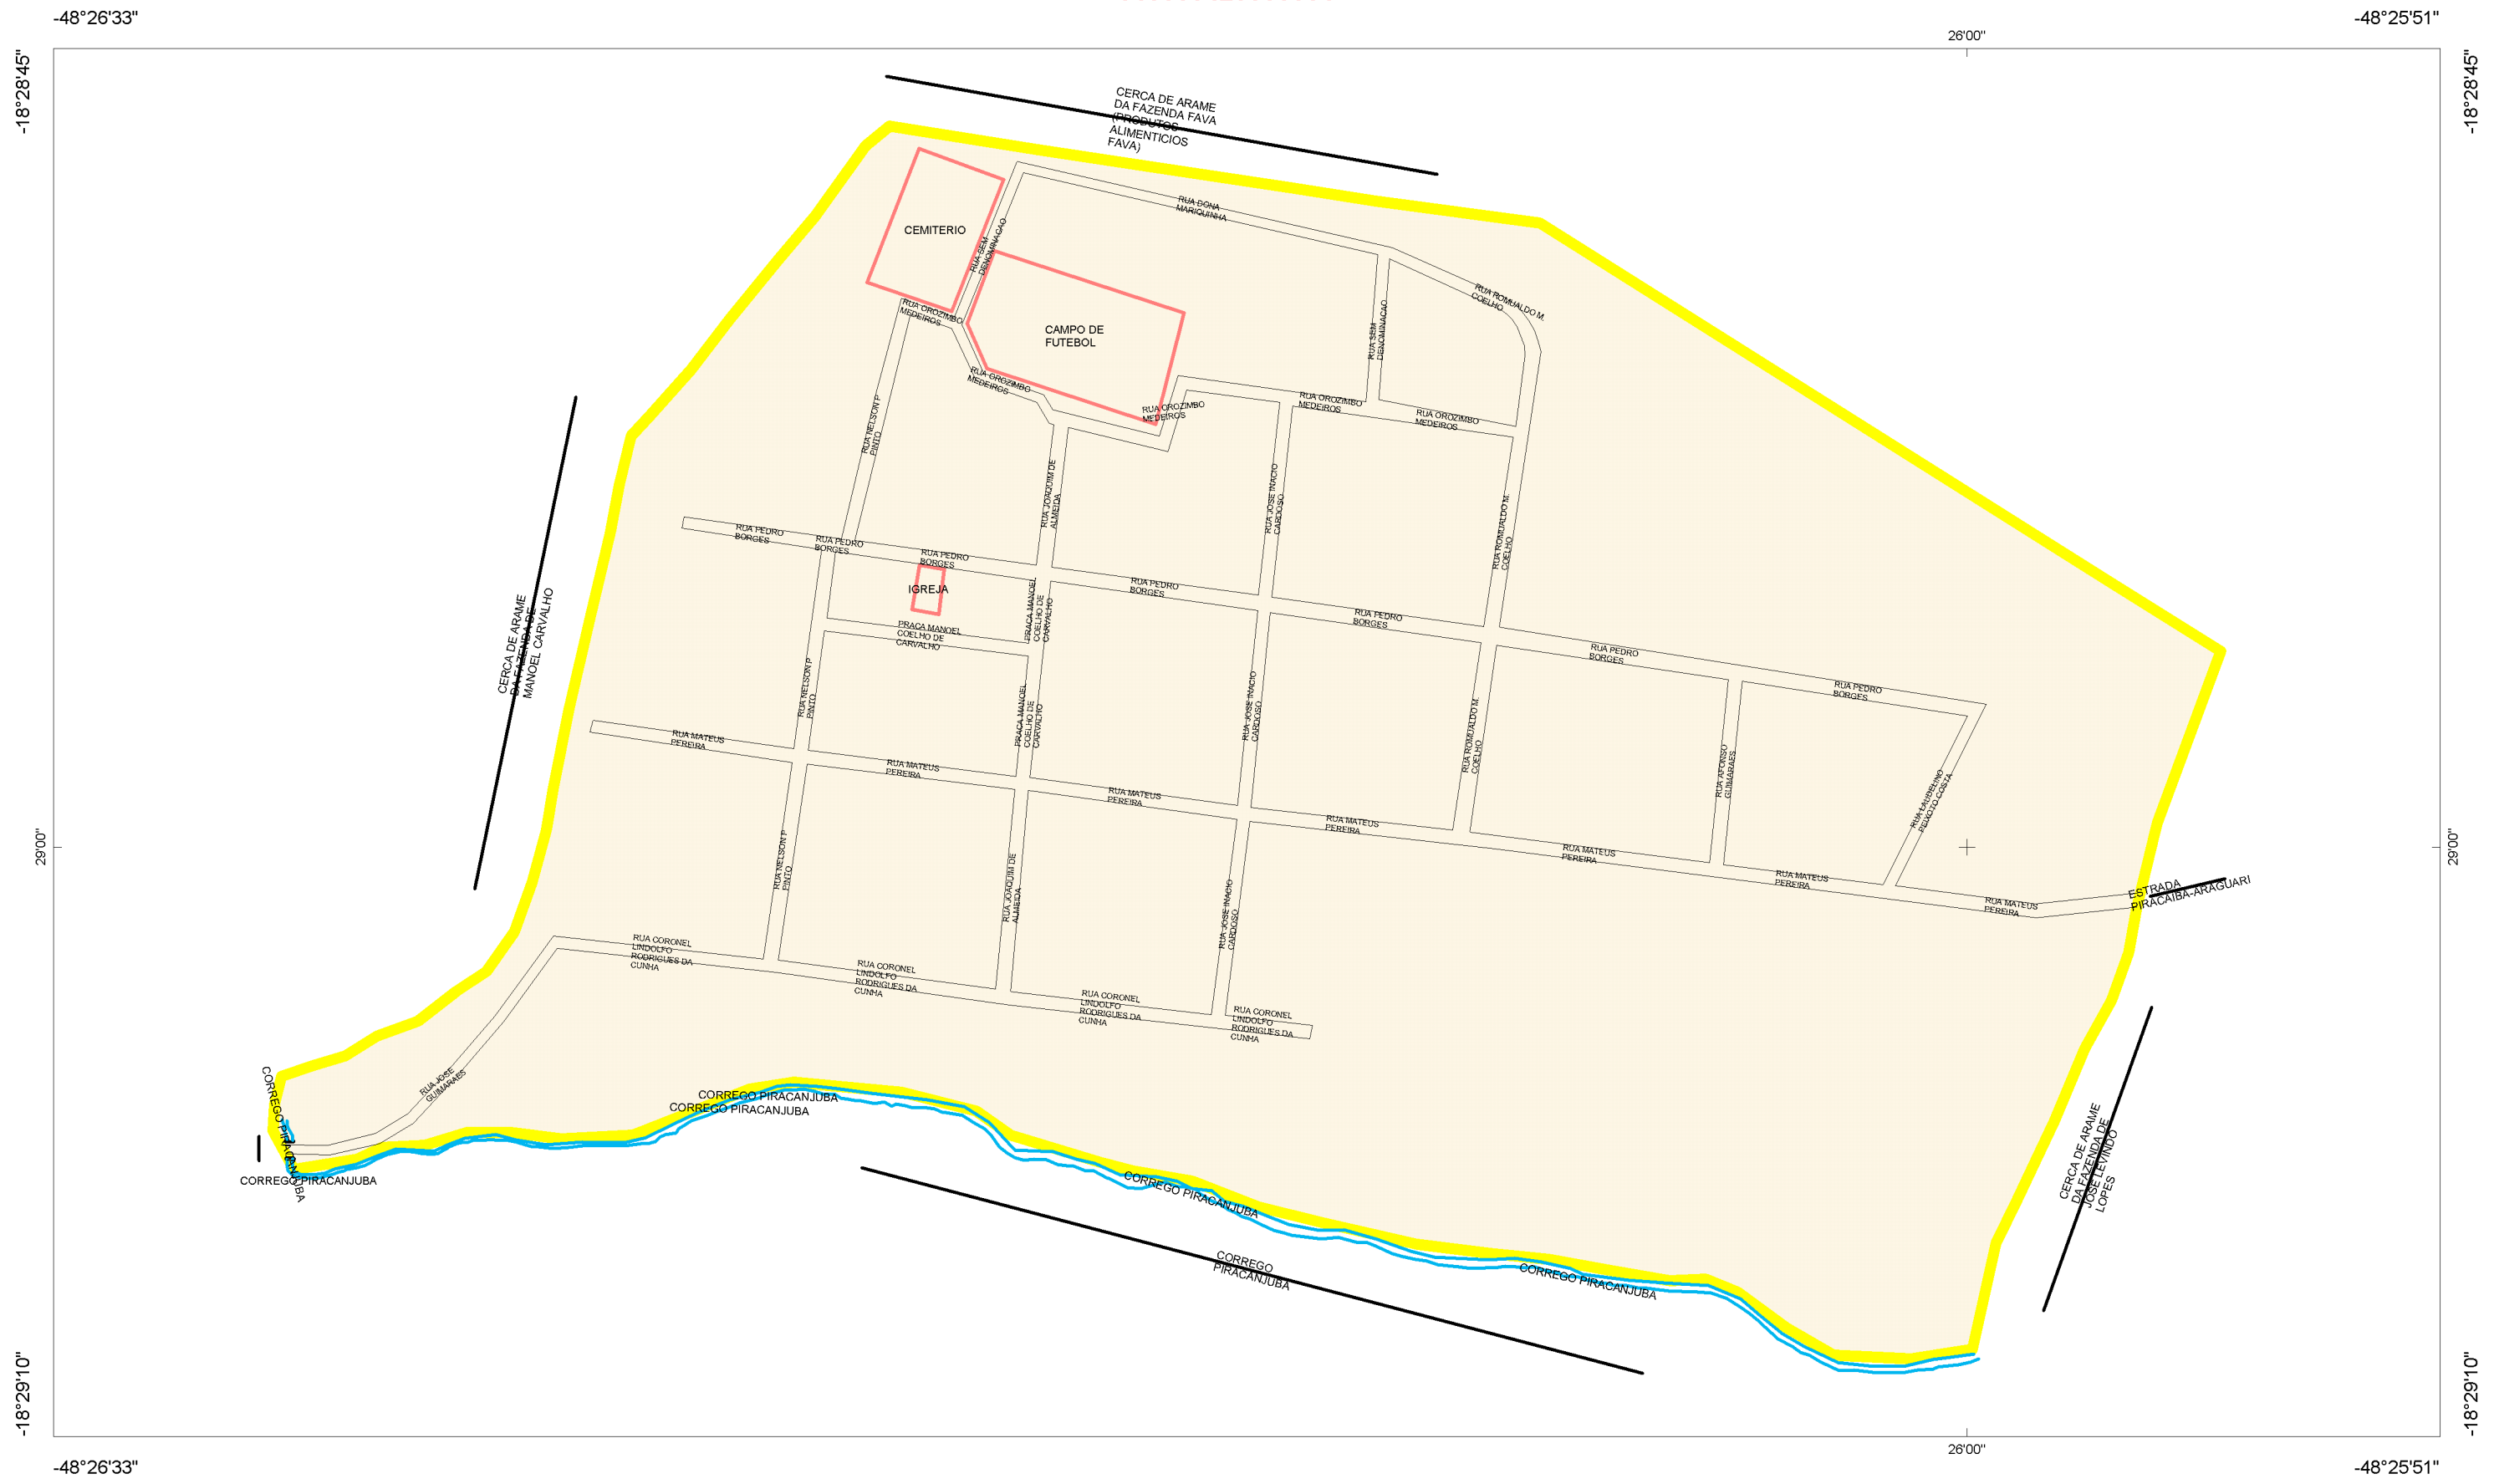 -48°26'33"
-48°25'51"
26'00"
-18°28'45"
-18°28'45"
CERCA DE ARAME
DA FAZENDA FAVA
(PRODUTOS
ALIMENTICIOS
FAVA)
RUA DONA
MARIQUINHA
CEMITERIO
RUA SEM
DENOMINACAO
RUA ROMUALDO M.
COELHO
RUA OROZIMBO
MEDEIROS
CAMPO DE
FUTEBOL
RUA SEM
DENOMINACAO
RUA OROZIMBO
MEDEIROS
RUA OROZIMBO
MEDEIROS
RUA OROZIMBO
MEDEIROS
RUA OROZIMBO
MEDEIROS
RUA NELSON P
PINTO
RUA JOAQUIM DE
ALMEIDA
RUA JOSE INACIO
CARDOSO
RUA ROMUALDO M.
COELHO
RUA PEDRO
BORGES
RUA PEDRO
BORGES
RUA PEDRO
BORGES
RUA PEDRO
BORGES
RUA PEDRO
BORGES
RUA PEDRO
BORGES
RUA PEDRO
BORGES
IGREJA
PRACA MANOEL
COELHO DE
CARVALHO
PRACA MANOEL
COELHO DE
CARVALHO
CERCA DE ARAME
DA FAZENDA DE
MANOEL CARVALHO
RUA NELSON P
PINTO
PRACA MANOEL
COELHO DE
CARVALHO
RUA JOSE INACIO
CARDOSO
RUA ROMUALDO M.
COELHO
RUA AFONSO
GUIMARAES
RUA LAUDELINO
PEIXOTO COSTA
RUA MATEUS
PEREIRA
RUA MATEUS
PEREIRA
RUA MATEUS
PEREIRA
RUA MATEUS
PEREIRA
RUA MATEUS
PEREIRA
RUA MATEUS
PEREIRA
RUA MATEUS
PEREIRA
29'00"
29'00"
ESTRADA
PIRACAIBA-ARAGUARI
RUA NELSON P
PINTO
RUA JOAQUIM DE
ALMEIDA
RUA JOSE INACIO
CARDOSO
RUA CORONEL
LINDOLFO
RODRIGUES DA
CUNHA
RUA CORONEL
LINDOLFO
RODRIGUES DA
CUNHA
RUA CORONEL
LINDOLFO
RODRIGUES DA
CUNHA
RUA CORONEL
LINDOLFO
RODRIGUES DA
CUNHA
RUA JOSE
GUIMARAES
CORREGO PIRACANJUBA
CORREGO PIRACANJUBA
CORREGO PIRACANJUBA
CORREGO PIRACANJUBA
CORREGO PIRACANJUBA
CORREGO
PIRACANJUBA
CORREGO PIRACANJUBA
CERCA DE ARAME
DA FAZENDA DE
JOSE LEVINDO
LOPES
-18°29'10"
-18°29'10"
26'00"
-48°26'33"
-48°25'51"